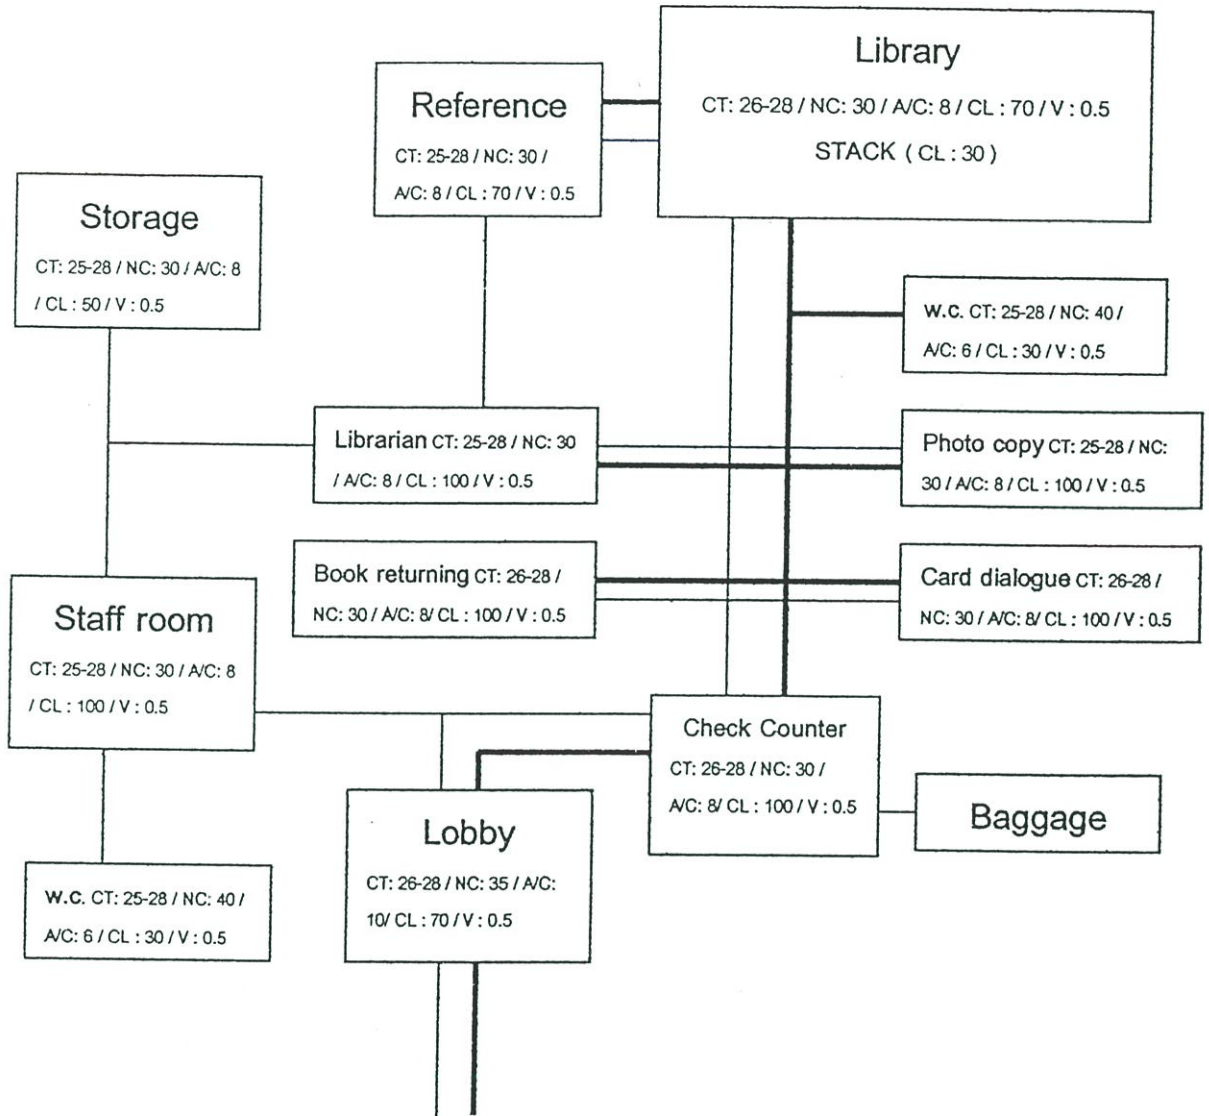 Library
CT: 26-28 / NC: 30 / A/C: 8 / CL : 70 / V : 0.5
STACK ( CL : 30 )
Reference
CT: 25-28 / NC: 30 /
A/C: 8 / CL : 70 / V : 0.5
Storage
CT: 25-28 / NC: 30 / A/C: 8
/ CL : 50 / V : 0.5
W.C. CT: 25-28 / NC: 40 /
A/C: 6 / CL : 30 / V : 0.5
Librarian CT: 25-28 / NC: 30
/ A/C: 8 / CL : 100 / V : 0.5
Photo copy CT: 25-28 / NC:
30 / A/C: 8 / CL : 100 / V : 0.5
Book returning CT: 26-28 /
NC: 30 / A/C: 8/ CL : 100 / V : 0.5
Card dialogue CT: 26-28 /
NC: 30 / A/C: 8/ CL : 100 / V : 0.5
Staff room
CT: 25-28 / NC: 30 / A/C: 8
/ CL : 100 / V : 0.5
Check Counter
CT: 26-28 / NC: 30 /
A/C: 8/ CL : 100 / V : 0.5
Baggage
Lobby
CT: 26-28 / NC: 35 / A/C:
10/ CL : 70 / V : 0.5
W.C. CT: 25-28 / NC: 40 /
A/C: 6 / CL : 30 / V : 0.5